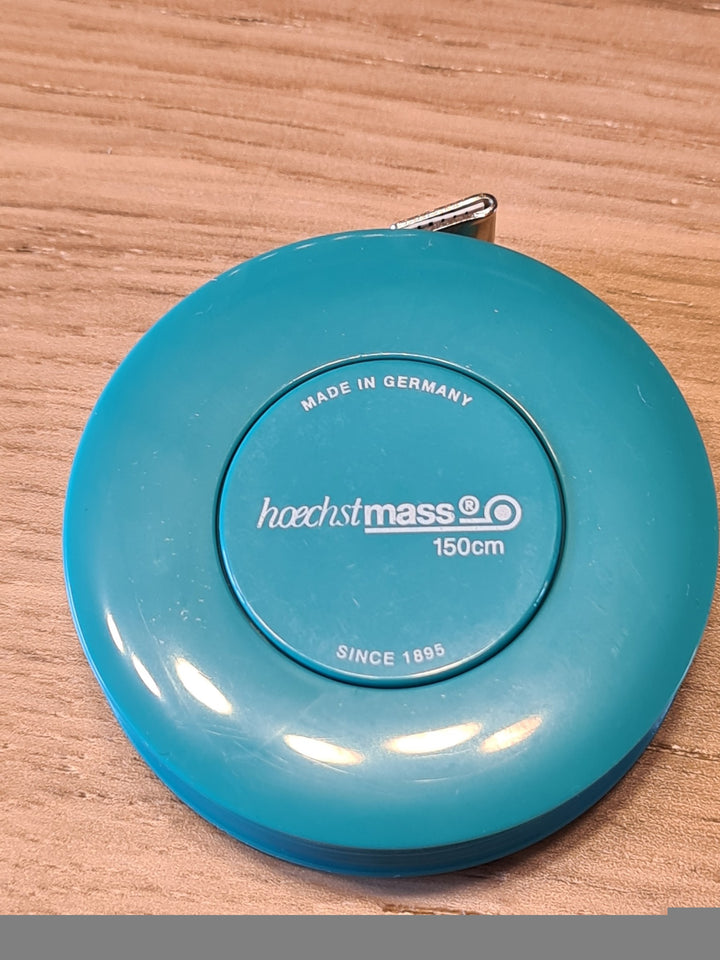 MADE IN GERMANY
hoechstmass®
150cm
SINCE 1895